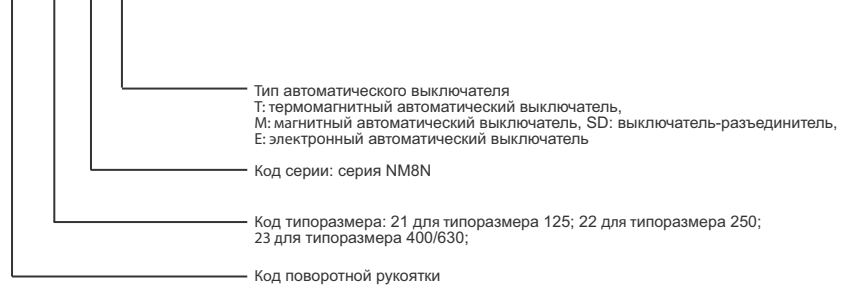 Тип автоматического выключателя
T: термомагнитный автоматический выключатель,
M: магнитный автоматический выключатель, SD: выключатель-разъединитель,
E: электронный автоматический выключатель
Код серии: серия NM8N
Код типоразмера: 21 для типоразмера 125; 22 для типоразмера 250;
23 для типоразмера 400/630;
Код поворотной рукоятки